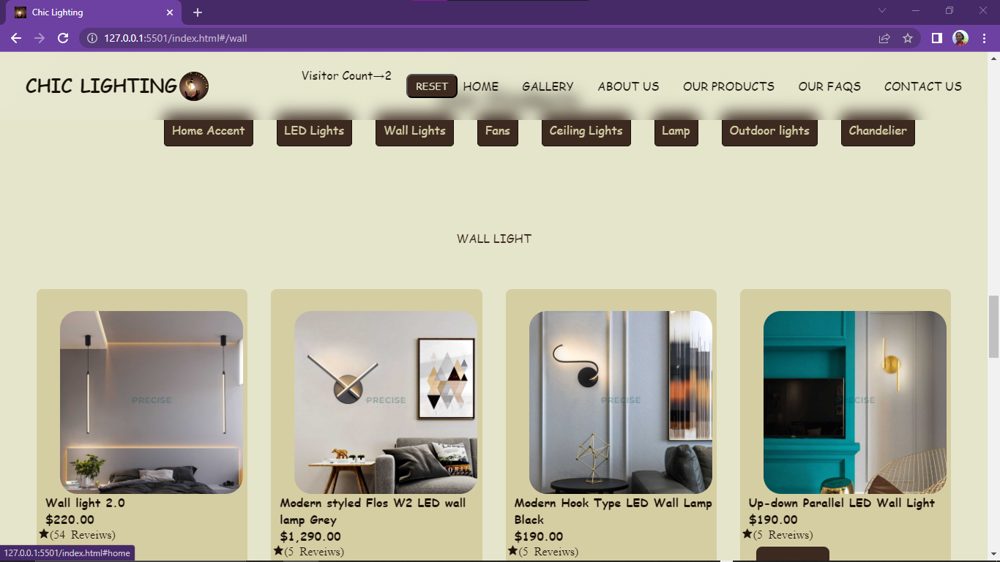 Chic Lighting
127.0.0.1:5501/index.html#/wall
CHIC LIGHTING
Visitor Count→2
RESET
HOME
GALLERY
ABOUT US
OUR PRODUCTS
OUR FAQS
CONTACT US
Home Accent
LED Lights
Wall Lights
Fans
Ceiling Lights
Lamp
Outdoor lights
Chandelier
WALL LIGHT
PRECISE
PRECISE
PRECISE
PRECISE
Wall light 2.0
$220.00
★(54 Reveiws)
Modern styled Flos W2 LED wall
lamp Grey
$1,290.00
★(5 Reveiws)
Modern Hook Type LED Wall Lamp
Black
$190.00
★(5 Reveiws)
Up-down Parallel LED Wall Light
$190.00
★(5 Reveiws)
127.0.0.1:5501/index.html#home